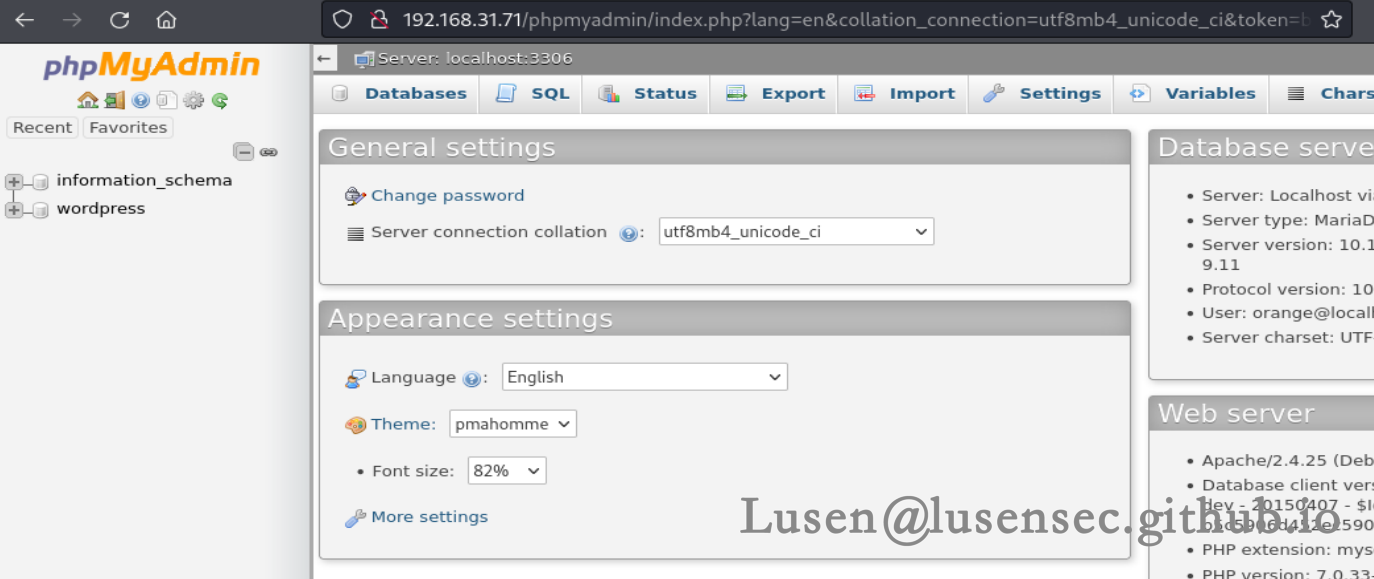 192.168.31.71/phpmyadmin/index.php?lang=en&collation_connection=utf8mb4_unicode_ci&token=
phpMyAdmin
Recent Favorites
information_schema
wordpress
Server: localhost:3306
Databases SQL Status Export Import Settings Variables Chars
General settings
Change password
Server connection collation : utf8mb4_unicode_ci
Appearance settings
Language : English
Theme: pmahomme
• Font size: 82%
More settings
Database serve
• Server: Localhost via
• Server type: MariaD
• Server version: 10.1
9.11
• Protocol version: 10
• User: orange@local
• Server charset: UTF
Web server
• Apache/2.4.25 (Deb
• Database client vers
dev - 20150407 - $I
• PHP extension: mys
• PHP version: 7.0.33-
Lusen@lusensec.github.io